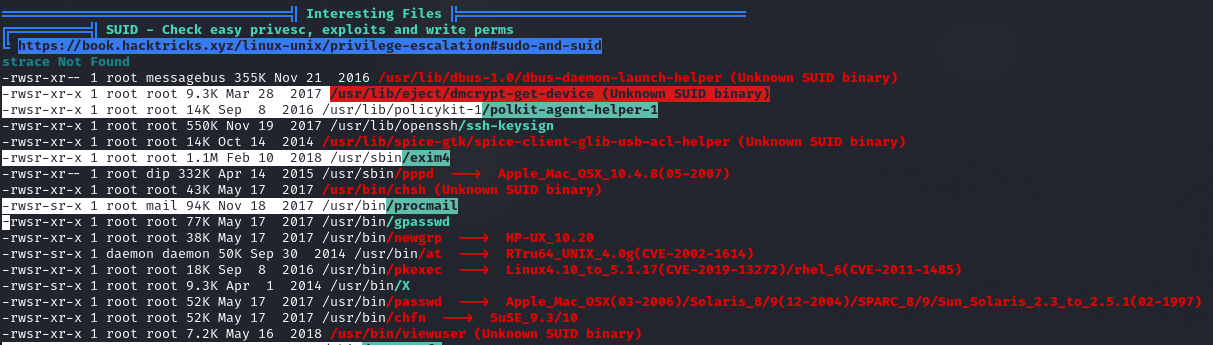 Interesting Files
SUID - Check easy privesc, exploits and write perms
https://book.hacktricks.xyz/linux-unix/privilege-escalation#sudo-and-suid
strace Not Found
-rwsr-xr-- 1 root messagebus 355K Nov 21  2016 /usr/lib/dbus-1.0/dbus-daemon-launch-helper (Unknown SUID binary)
-rwsr-xr-x 1 root root 9.3K Mar 28  2017 /usr/lib/eject/dmcrypt-get-device (Unknown SUID binary)
-rwsr-xr-x 1 root root 14K Sep  8  2016 /usr/lib/policykit-1/polkit-agent-helper-1
-rwsr-xr-x 1 root root 550K Nov 19  2017 /usr/lib/openssh/ssh-keysign
-rwsr-xr-x 1 root root 14K Oct 14  2014 /usr/lib/spice-gtk/spice-client-glib-usb-acl-helper (Unknown SUID binary)
-rwsr-xr-x 1 root root 1.1M Feb 10  2018 /usr/sbin/exim4
-rwsr-xr-- 1 root dip 332K Apr 14  2015 /usr/sbin/pppd  --->  Apple_Mac_OSX_10.4.8(05-2007)
-rwsr-xr-x 1 root root 43K May 17  2017 /usr/bin/chsh (Unknown SUID binary)
-rwsr-sr-x 1 root mail 94K Nov 18  2017 /usr/bin/procmail
-rwsr-xr-x 1 root root 77K May 17  2017 /usr/bin/gpasswd
-rwsr-xr-x 1 root root 38K May 17  2017 /usr/bin/newgrp  --->  HP-UX_10.20
-rwsr-sr-x 1 daemon daemon 50K Sep 30  2014 /usr/bin/at  --->  RTru64_UNIX_4.0g(CVE-2002-1614)
-rwsr-xr-x 1 root root 18K Sep  8  2016 /usr/bin/pkexec  --->  Linux4.10_to_5.1.17(CVE-2019-13272)/rhel_6(CVE-2011-1485)
-rwsr-sr-x 1 root root 9.3K Apr  1  2014 /usr/bin/X
-rwsr-xr-x 1 root root 52K May 17  2017 /usr/bin/passwd  --->  Apple_Mac_OSX(03-2006)/Solaris_8/9(12-2004)/SPARC_8/9/Sun_Solaris_2.3_to_2.5.1(02-1997)
-rwsr-xr-x 1 root root 52K May 17  2017 /usr/bin/chfn  --->  SuSE_9.3/10
-rwsr-xr-x 1 root root 7.2K May 16  2018 /usr/bin/viewuser (Unknown SUID binary)